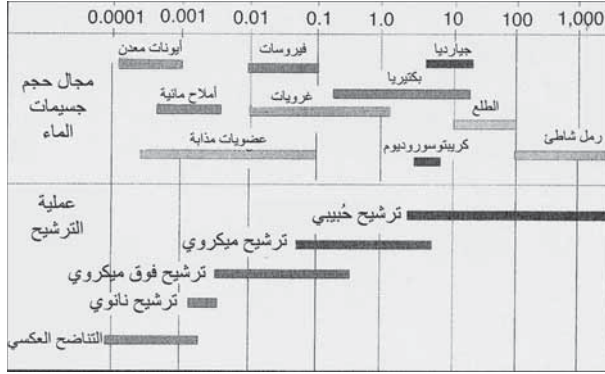 0.0001 0.001 0.01 0.1 1.0 10 100 1,000
مجال حجم
جسيمات
الماء
أيونات معدن
فيروسات
جيارديا
أملاح مائية
غرويات
بكتيريا
الطلع
عضويات مذابة
كريبتوسوروديوم
رمل شاطئ
عملية
الترشيح
ترشيح حُبيبي
ترشيح ميكروي
ترشيح فوق ميكروي
ترشيح نانوي
التناضح العكسي